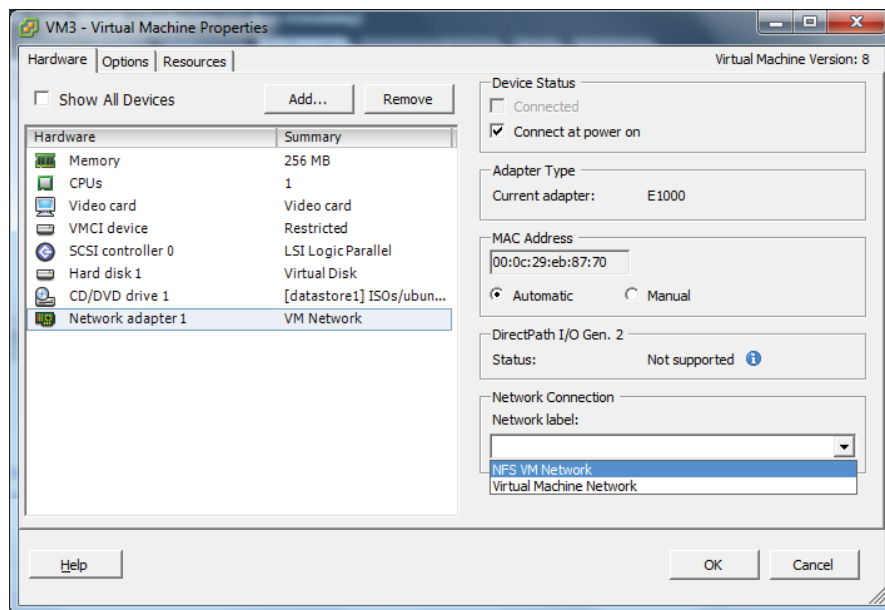 VM3 - Virtual Machine Properties
Hardware Options Resources Virtual Machine Version: 8
Show All Devices Add... Remove
Hardware Summary
Memory 256 MB
CPUs 1
Video card Video card
VMCI device Restricted
SCSI controller 0 LSI Logic Parallel
Hard disk 1 Virtual Disk
CD/DVD drive 1 [datastore1] ISOs/ubun...
Network adapter 1 VM Network
Device Status
Connected
Connect at power on
Adapter Type
Current adapter: E1000
MAC Address
00:0c:29:eb:87:70
Automatic Manual
DirectPath I/O Gen. 2
Status: Not supported
Network Connection
Network label:
NFS VM Network
Virtual Machine Network
Help OK Cancel